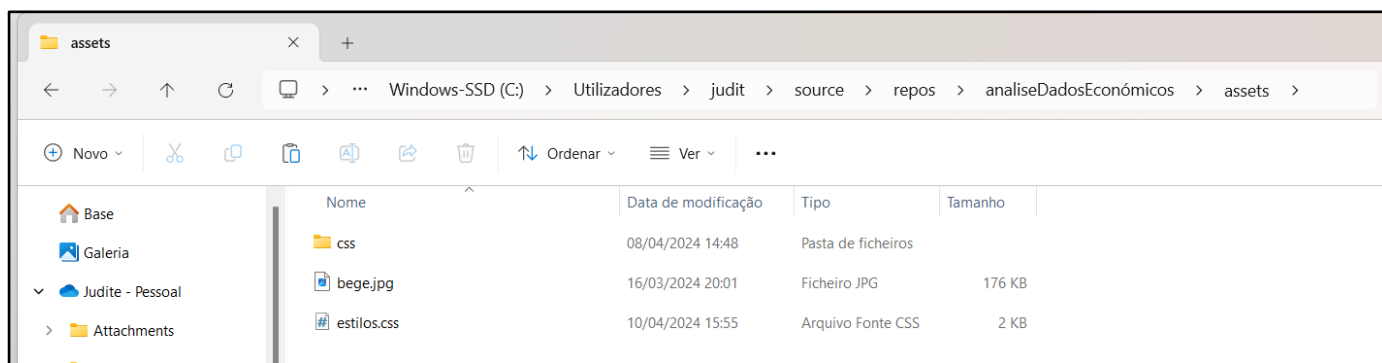 assets
··· Windows-SSD (C:) > Utilizadores > judit > source > repos > analiseDadosEconómicos > assets >
Novo Ordenar Ver ···
Base
Galeria
Judite - Pessoal
> Attachments
Nome Data de modificação Tipo Tamanho
css 08/04/2024 14:48 Pasta de ficheiros
bege.jpg 16/03/2024 20:01 Ficheiro JPG 176 KB
estilos.css 10/04/2024 15:55 Arquivo Fonte CSS 2 KB